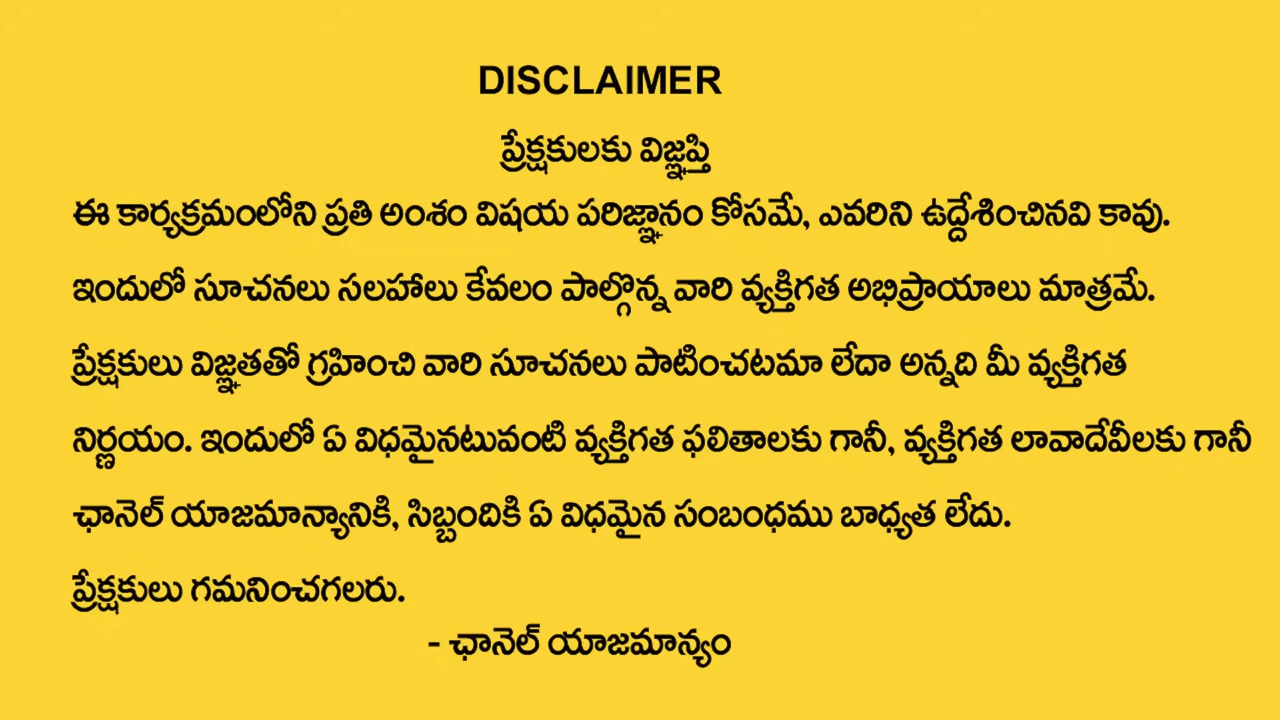 DISCLAIMER
ప్రేక్షకులకు విజ్ఞప్తి
ఈ కార్యక్రమంలోని ప్రతి అంశం విషయ పరిజ్ఞానం కోసమే, ఎవరిని ఉద్దేశించినవి కావు.
ఇందులో సూచనలు సలహాలు కేవలం పాల్గొన్న వారి వ్యక్తిగత అభిప్రాయాలు మాత్రమే.
ప్రేక్షకులు విజ్ఞతతో గ్రహించి వారి సూచనలు పాటించటమా లేదా అన్నది మీ వ్యక్తిగత
నిర్ణయం. ఇందులో ఏ విధమైనటువంటి వ్యక్తిగత ఫలితాలకు గానీ, వ్యక్తిగత లావాదేవీలకు గానీ
ఛానెల్ యాజమాన్యానికి, సిబ్బందికి ఏ విధమైన సంబంధము బాధ్యత లేదు.
ప్రేక్షకులు గమనించగలరు.
- ఛానెల్ యాజమాన్యం